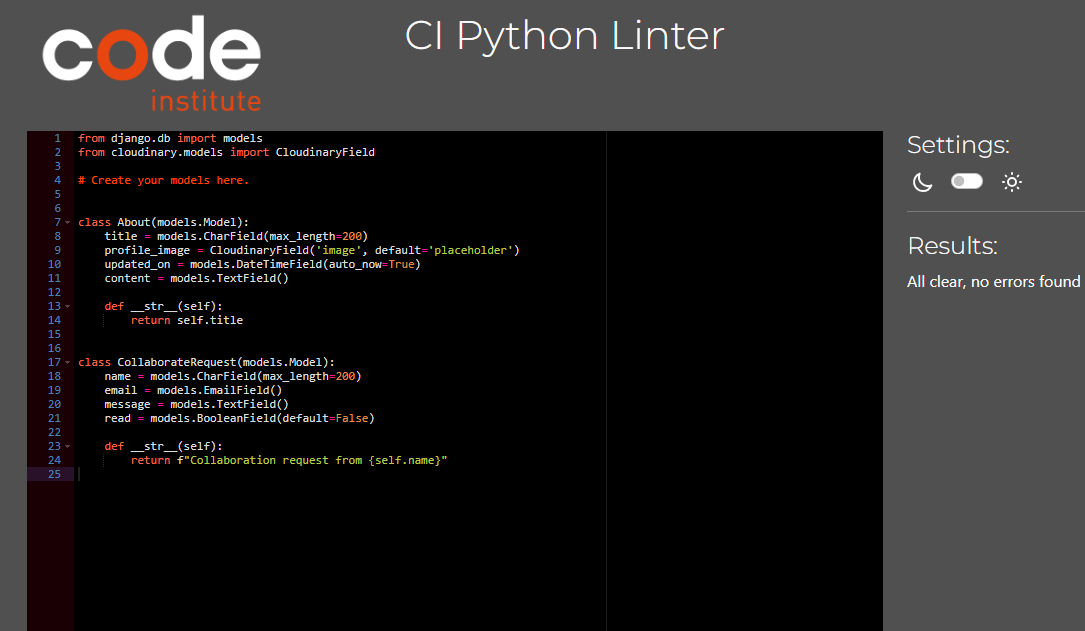 code
institute
CI Python Linter
1 from django.db import models
2 from cloudinary.models import CloudinaryField
3
4 # Create your models here.
5
6
7 class About(models.Model):
8     title = models.CharField(max_length=200)
9     profile_image = CloudinaryField('image', default='placeholder')
10     updated_on = models.DateTimeField(auto_now=True)
11     content = models.TextField()
12
13     def __str__(self):
14         return self.title
15
16
17 class CollaborateRequest(models.Model):
18     name = models.CharField(max_length=200)
19     email = models.EmailField()
20     message = models.TextField()
21     read = models.BooleanField(default=False)
22
23     def __str__(self):
24         return f"Collaboration request from {self.name}"
25
Settings:
Results:
All clear, no errors found